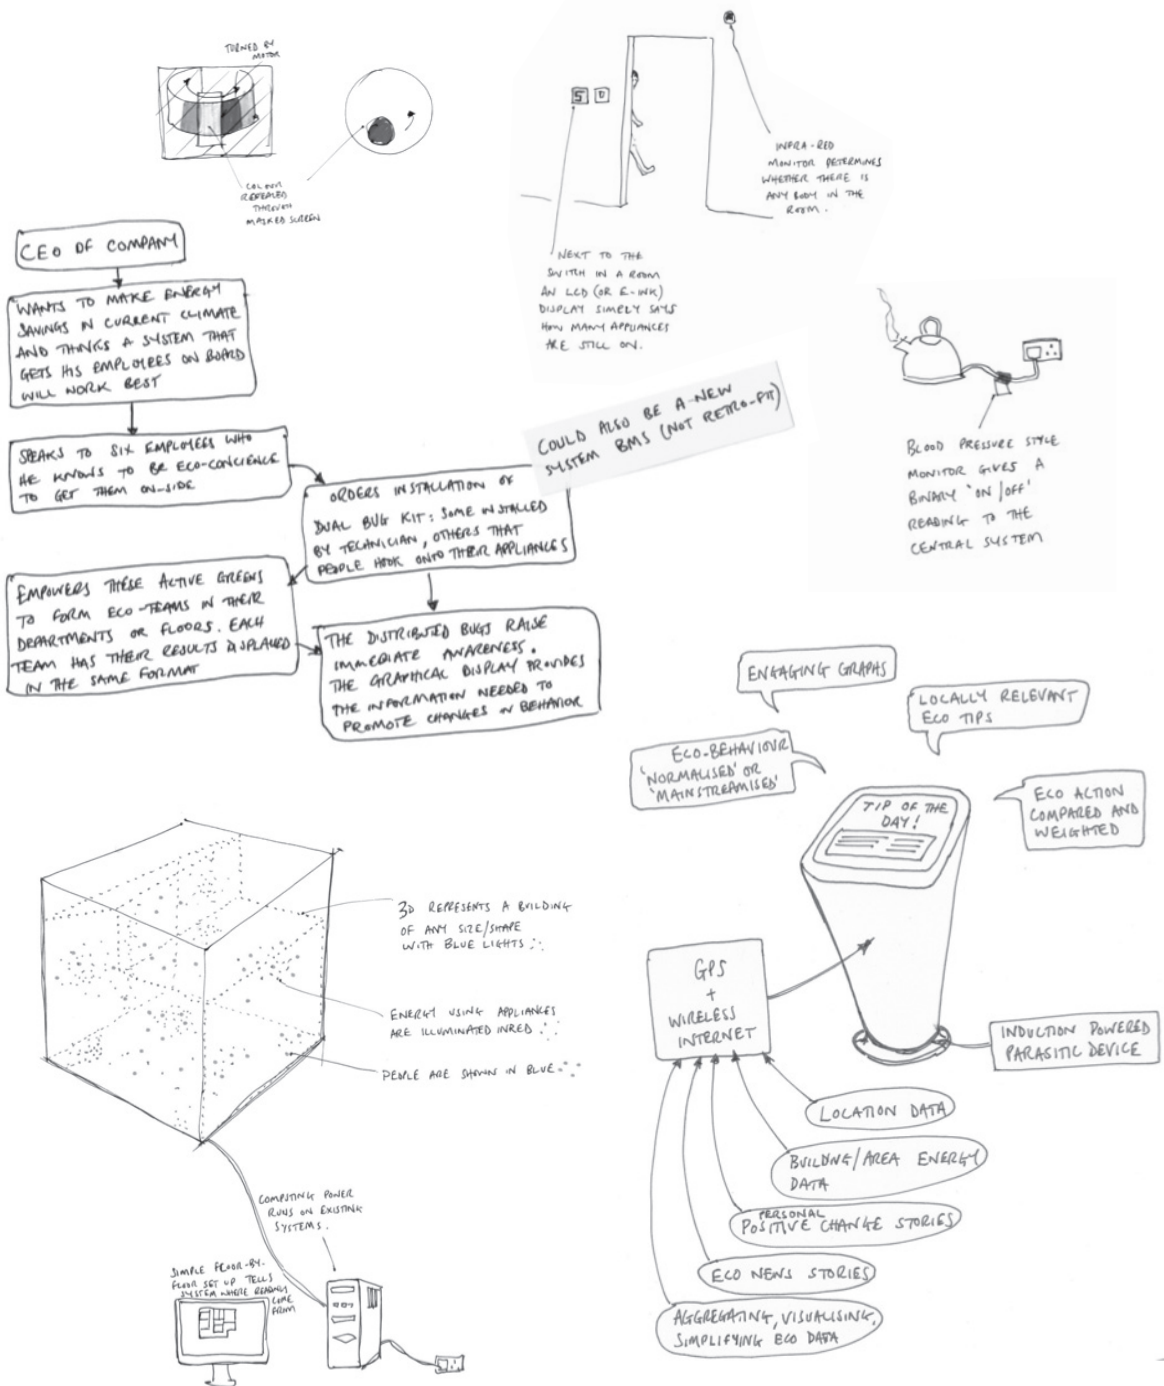 TURNED BY
MOTOR
COLOUR
REVEALED
THROUGH
MASKED SCREEN
5 0
INFRA-RED
MONITOR DETERMINES
WHETHER THERE IS
ANY BODY IN THE
ROOM.
NEXT TO THE
SWITCH IN A ROOM
AN LCD (OR E-INK)
DISPLAY SIMPLY SAYS
HOW MANY APPLIANCES
ARE STILL ON.
CEO OF COMPANY
WANTS TO MAKE ENERGY
SAVINGS IN CURRENT CLIMATE
AND THINKS A SYSTEM THAT
GETS HIS EMPLOYEES ON BOARD
WILL WORK BEST
SPEAKS TO SIX EMPLOYEES WHO
HE KNOWS TO BE ECO-CONCIENCE
TO GET THEM ON-SIDE
COULD ALSO BE A NEW
SYSTEM BMS (NOT RETRO-FIT)
ORDERS INSTALLATION OF
DUAL BUG KIT: SOME INSTALLED
BY TECHNICIAN, OTHERS THAT
PEOPLE HOOK ONTO THEIR APPLIANCES
EMPOWERS THESE ACTIVE GREENS
TO FORM ECO-TEAMS IN THEIR
DEPARTMENTS OR FLOORS. EACH
TEAM HAS THEIR RESULTS DISPLAYED
IN THE SAME FORMAT
THE DISTRIBUTED BUGS RAISE
IMMEDIATE AWARENESS.
THE GRAPHICAL DISPLAY PROVIDES
THE INFORMATION NEEDED TO
PROMOTE CHANGES IN BEHAVIOR
BLOOD PRESSURE STYLE
MONITOR GIVES A
BINARY 'ON/OFF'
READING TO THE
CENTRAL SYSTEM
ENGAGING GRAPHS
LOCALLY RELEVANT
ECO TIPS
ECO-BEHAVIOUR
'NORMALISED' OR
'MAINSTREAMISED'
ECO ACTION
COMPARED AND
WEIGHTED
TIP OF THE
DAY!
3D REPRESENTS A BUILDING
OF ANY SIZE/SHAPE
WITH BLUE LIGHTS
ENERGY USING APPLIANCES
ARE ILLUMINATED IN RED
PEOPLE ARE SHOWN IN BLUE
GPS
+
WIRELESS
INTERNET
INDUCTION POWERED
PARASITIC DEVICE
LOCATION DATA
BUILDING/AREA ENERGY
DATA
PERSONAL
POSITIVE CHANGE STORIES
ECO NEWS STORIES
AGGREGATING, VISUALISING,
SIMPLIFYING ECO DATA
COMPUTING POWER
RUNS ON EXISTING
SYSTEMS.
SIMPLE FLOOR-BY-
FLOOR SET UP TELLS
SYSTEM WHERE READING
COME
FROM